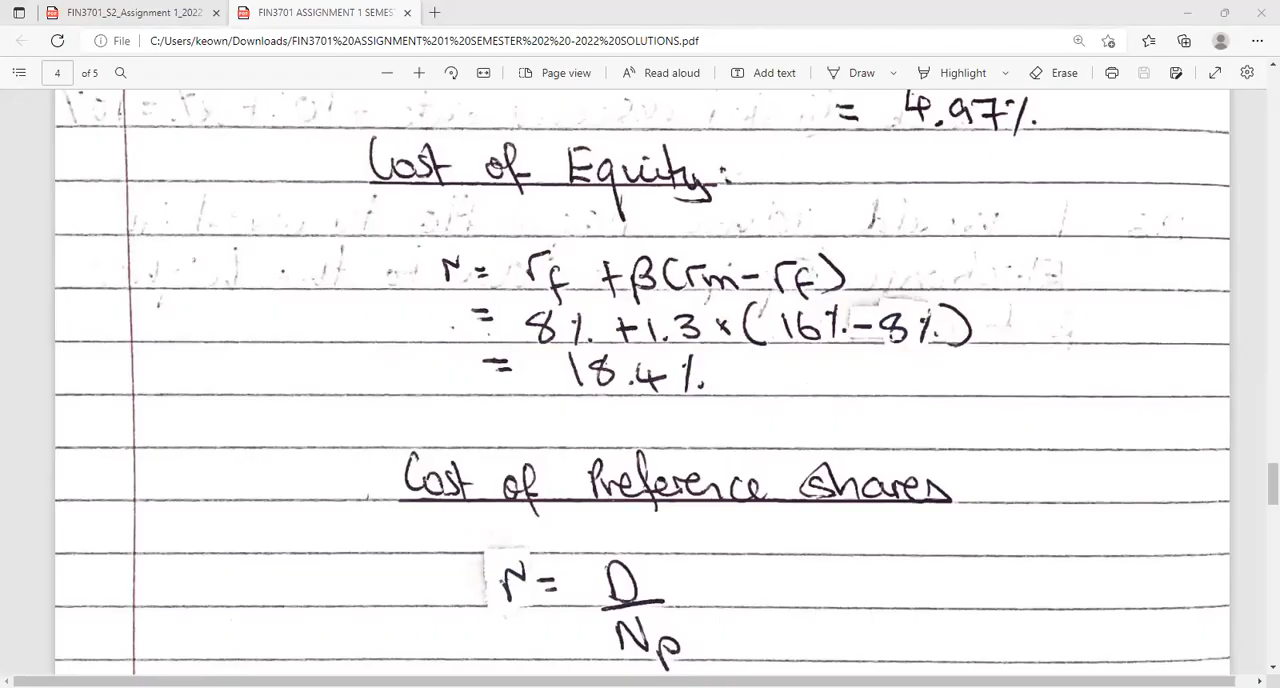 FIN3701_S2_Assignment 1_2022
FIN3701 ASSIGNMENT 1 SEMES
File C:/Users/keown/Downloads/FIN3701%20ASSIGNMENT%201%20SEMESTER%202%20-2022%20SOLUTIONS.pdf
4 of 5 Page view Read aloud Add text Draw Highlight Erase
= 4.97%
Cost of Equity:
r = rf + β(rm - rf)
= 8% + 1.3 × (16% - 8%)
= 18.4%
Cost of Preference Shares
r = D
Np